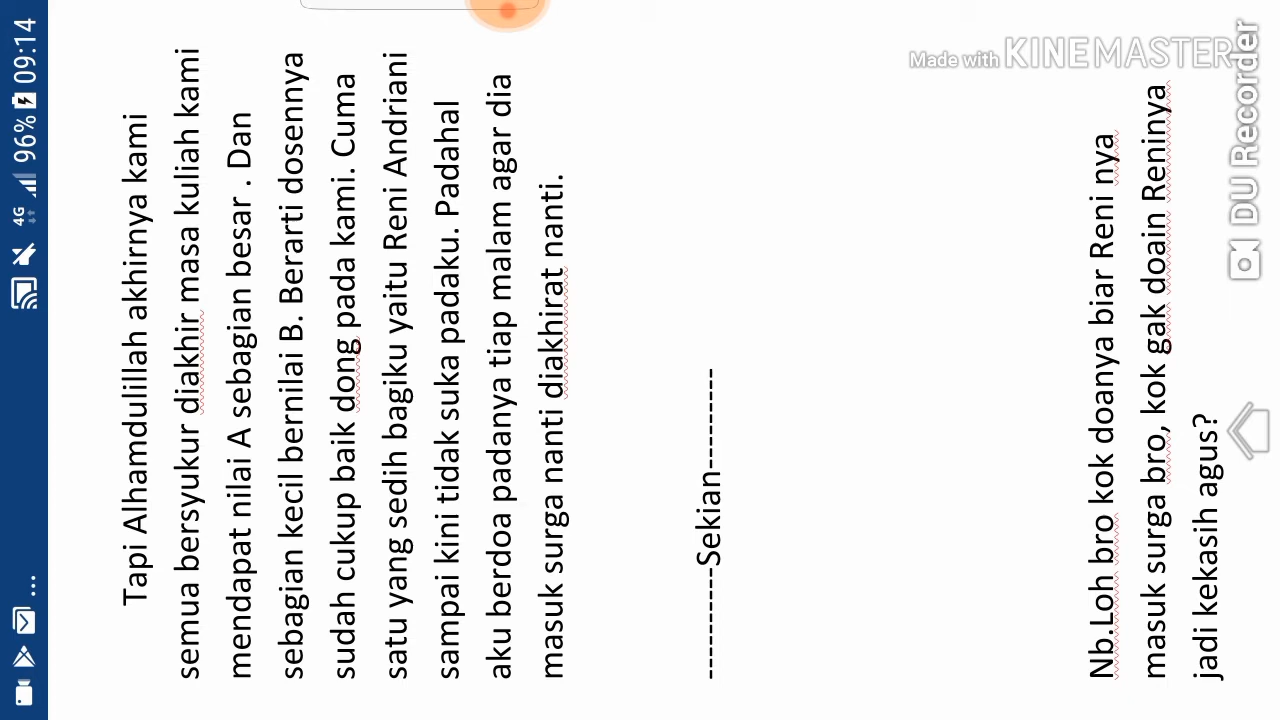 4G 96% 09:14
Tapi Alhamdulillah akhirnya kami
semua bersyukur diakhir masa kuliah kami
mendapat nilai A sebagian besar . Dan
sebagian kecil bernilai B. Berarti dosennya
sudah cukup baik dong pada kami. Cuma
satu yang sedih bagiku yaitu Reni Andriani
sampai kini tidak suka padaku. Padahal
aku berdoa padanya tiap malam agar dia
masuk surga nanti diakhirat nanti.
-----------Sekian-----------
Nb.Loh bro kok doanya biar Reni nya
masuk surga bro, kok gak doain Reninya
jadi kekasih agus?
Made with KINEMASTER
DU Recorder